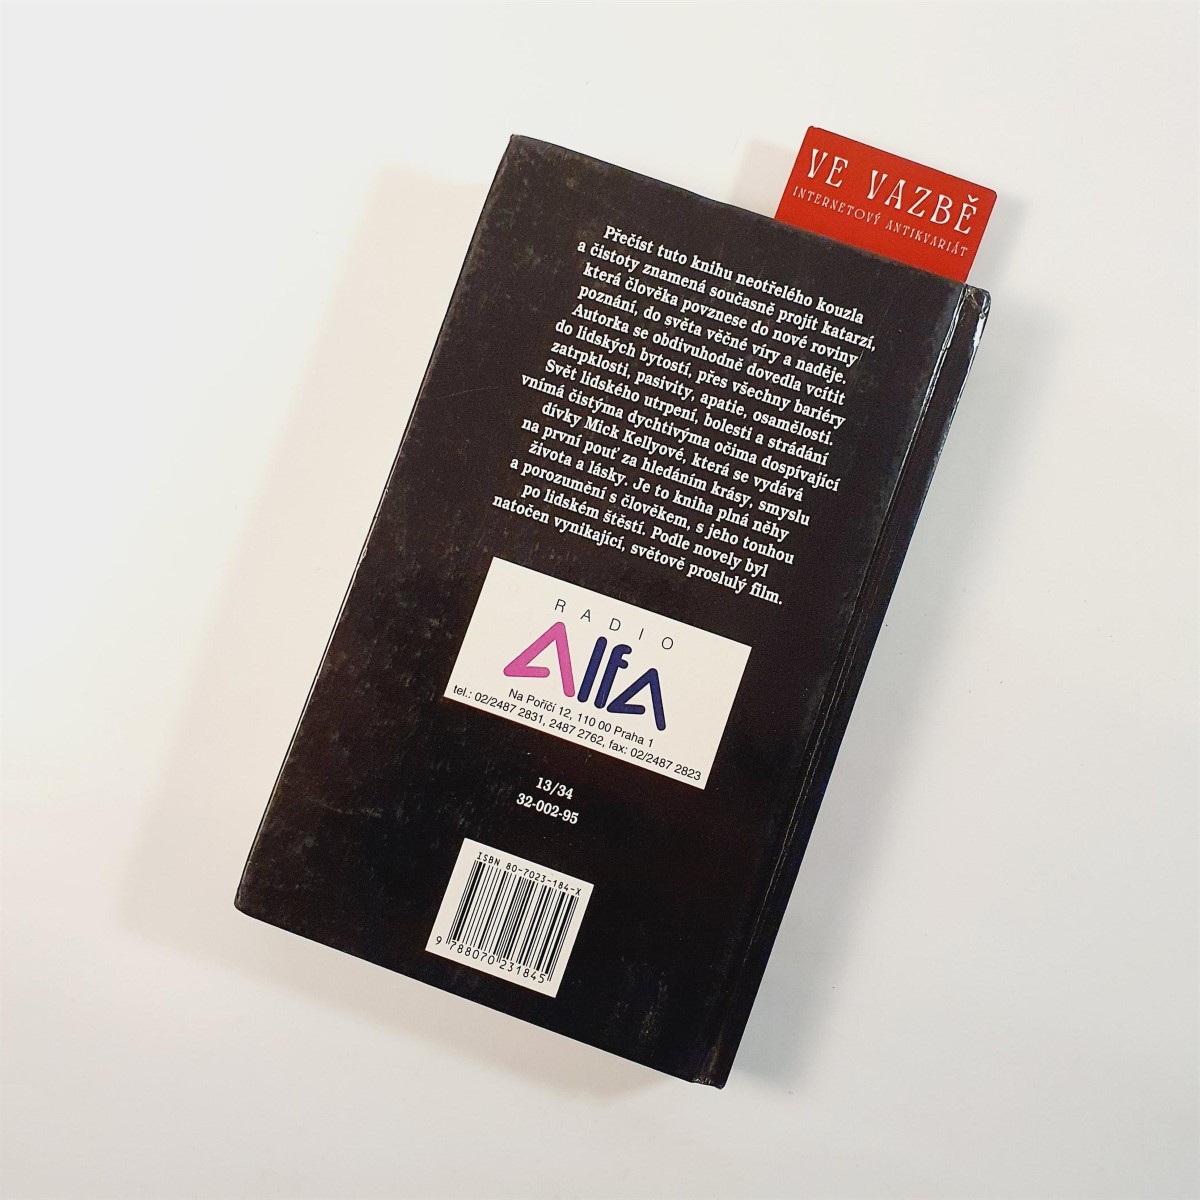 VE VAZBĚ
INTERNETOVÝ ANTIKVARIÁT
Přečíst tuto knihu neotřelého kouzla
a čistoty znamená současně projít katarzí,
která člověka povznese do nové roviny
poznání, do světa věčné víry a naděje.
Autorka se obdivuhodně dovedla vcítit
do lidských bytostí, přes všechny bariéry
zatrpklosti, pasivity, apatie, osamělosti.
Svět lidského utrpení, bolesti a strádání
vnímá čistýma dychtivýma očima dospívající
dívky Mick Kellyové, která se vydává
na první pouť za hledáním krásy, smyslu
života a lásky. Je to kniha plná něhy
a porozumění s člověkem, s jeho touhou
po lidském štěstí. Podle novely byl
natočen vynikající, světově proslulý film.
RADIO
Alfa
Na Poříčí 12, 110 00 Praha 1
tel.: 02/2487 2831, 2487 2762, fax: 02/2487 2823
13/34
32-002-95
ISBN 80-7023-184-X
9 788070 231845